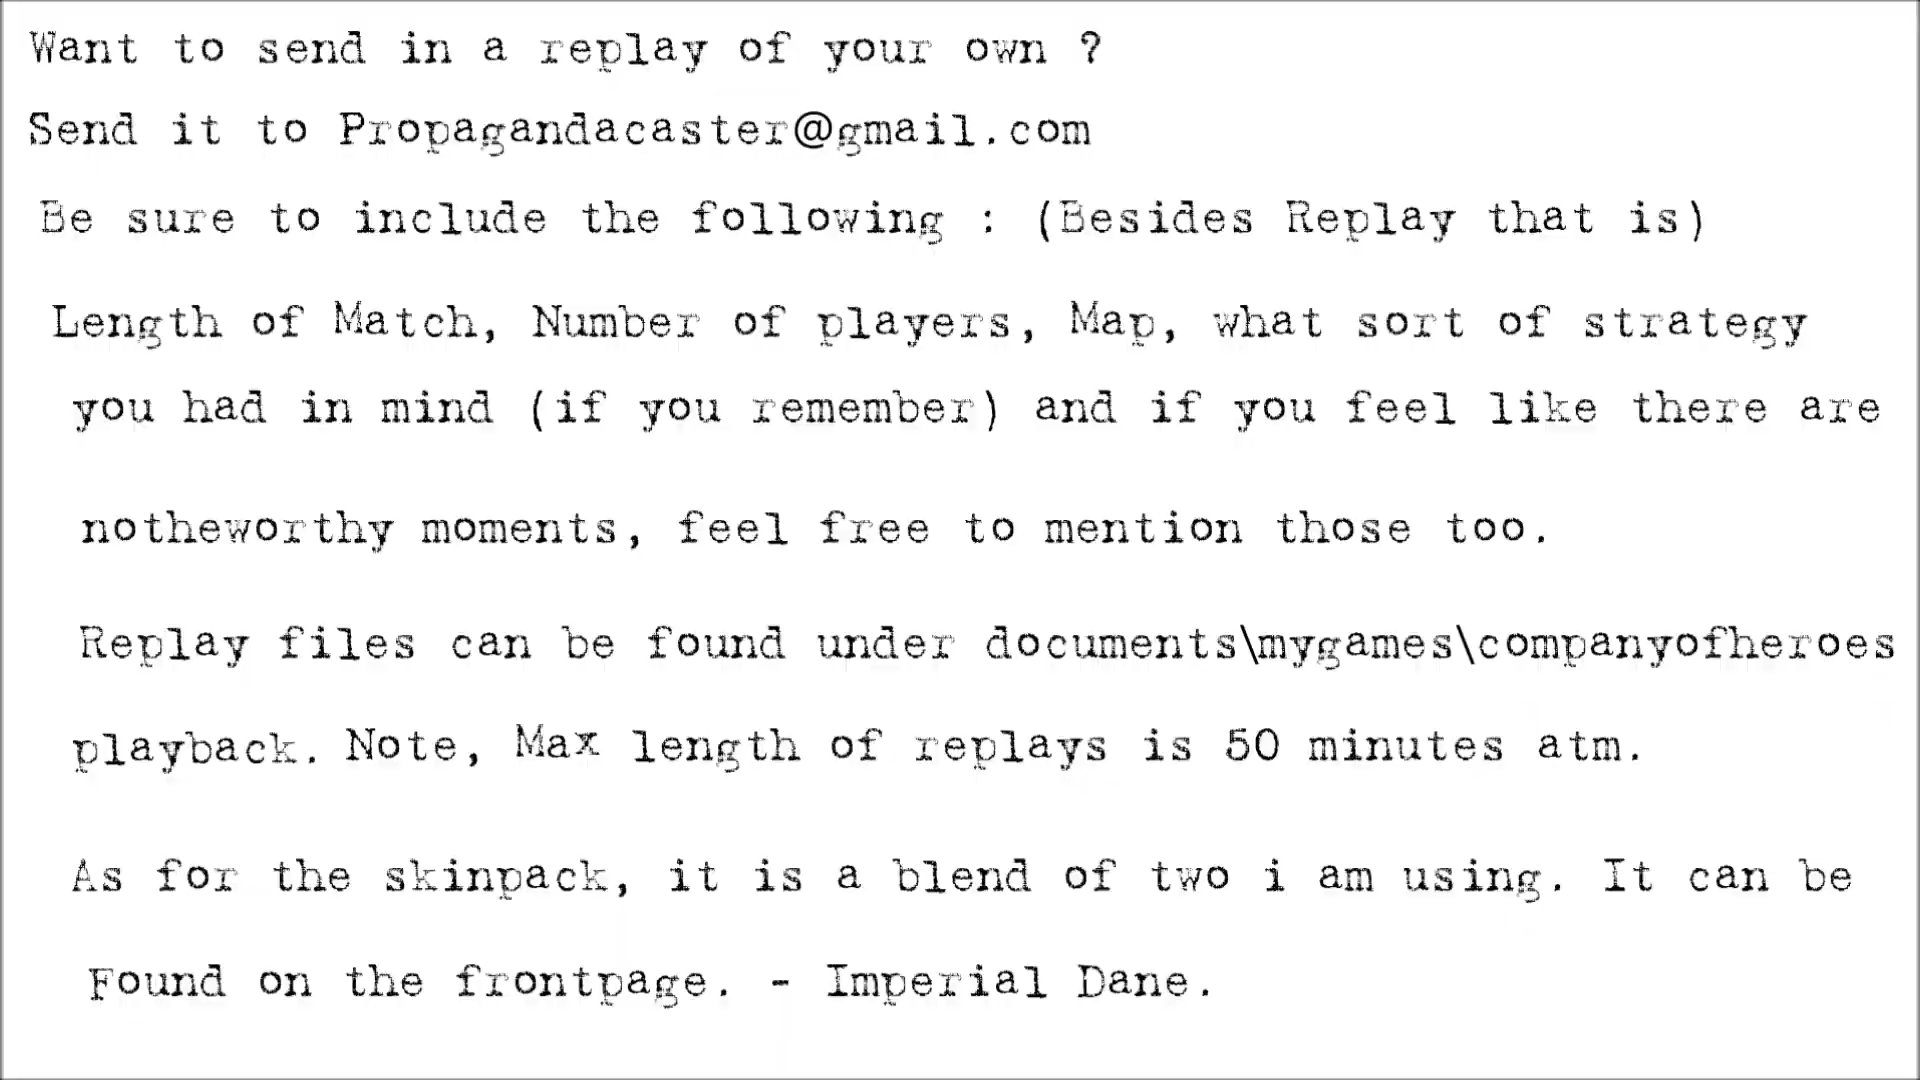 Want to send in a replay of your own ?
Send it to Propagandacaster@gmail.com
Be sure to include the following : (Besides Replay that is)
Length of Match, Number of players, Map, what sort of strategy
you had in mind (if you remember) and if you feel like there are
notheworthy moments, feel free to mention those too.
Replay files can be found under documents\mygames\companyofheroes
playback. Note, Max length of replays is 50 minutes atm.
As for the skinpack, it is a blend of two i am using. It can be
Found on the frontpage. - Imperial Dane.